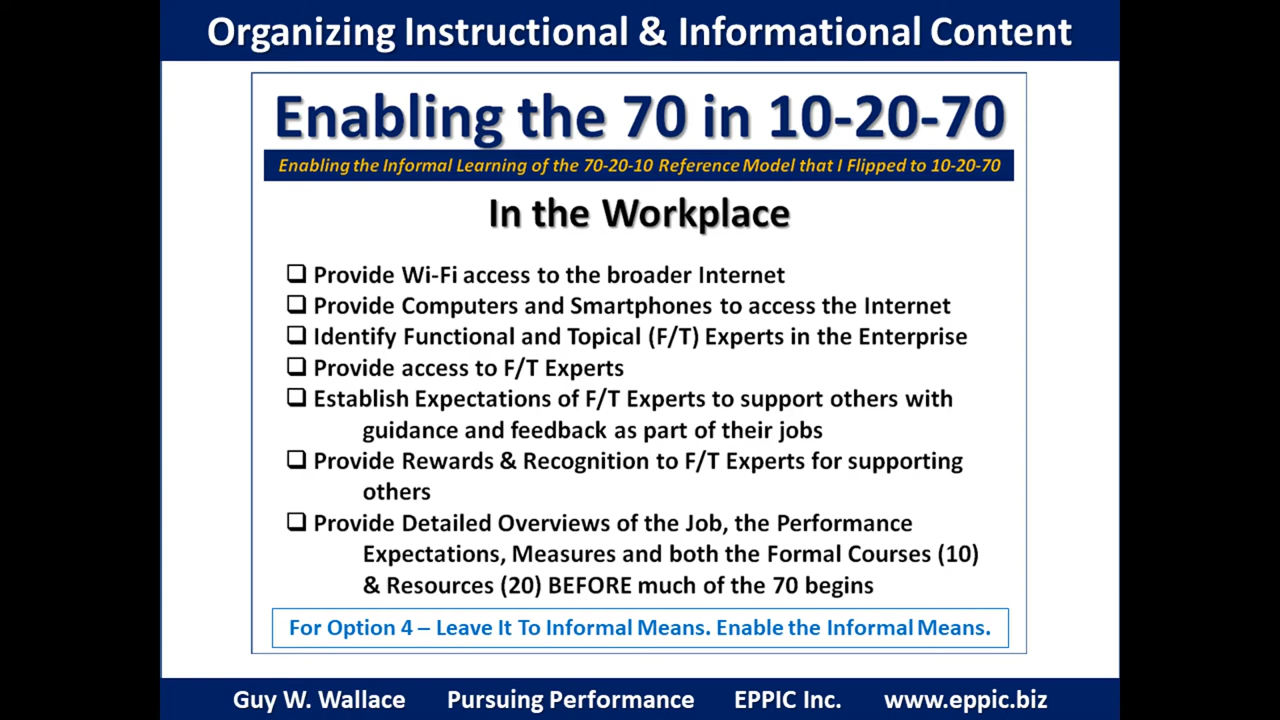 Organizing Instructional & Informational Content
Enabling the 70 in 10-20-70
Enabling the Informal Learning of the 70-20-10 Reference Model that I Flipped to 10-20-70
In the Workplace
❑ Provide Wi-Fi access to the broader Internet
❑ Provide Computers and Smartphones to access the Internet
❑ Identify Functional and Topical (F/T) Experts in the Enterprise
❑ Provide access to F/T Experts
❑ Establish Expectations of F/T Experts to support others with
guidance and feedback as part of their jobs
❑ Provide Rewards & Recognition to F/T Experts for supporting
others
❑ Provide Detailed Overviews of the Job, the Performance
Expectations, Measures and both the Formal Courses (10)
& Resources (20) BEFORE much of the 70 begins
For Option 4 – Leave It To Informal Means. Enable the Informal Means.
Guy W. Wallace Pursuing Performance EPPIC Inc. www.eppic.biz